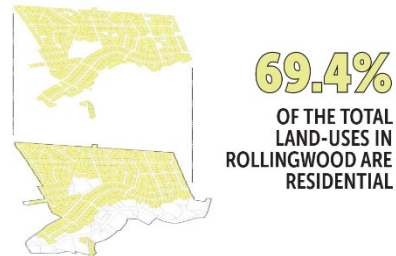 69.4%
OF THE TOTAL
LAND-USES IN
ROLLINGWOOD ARE
RESIDENTIAL